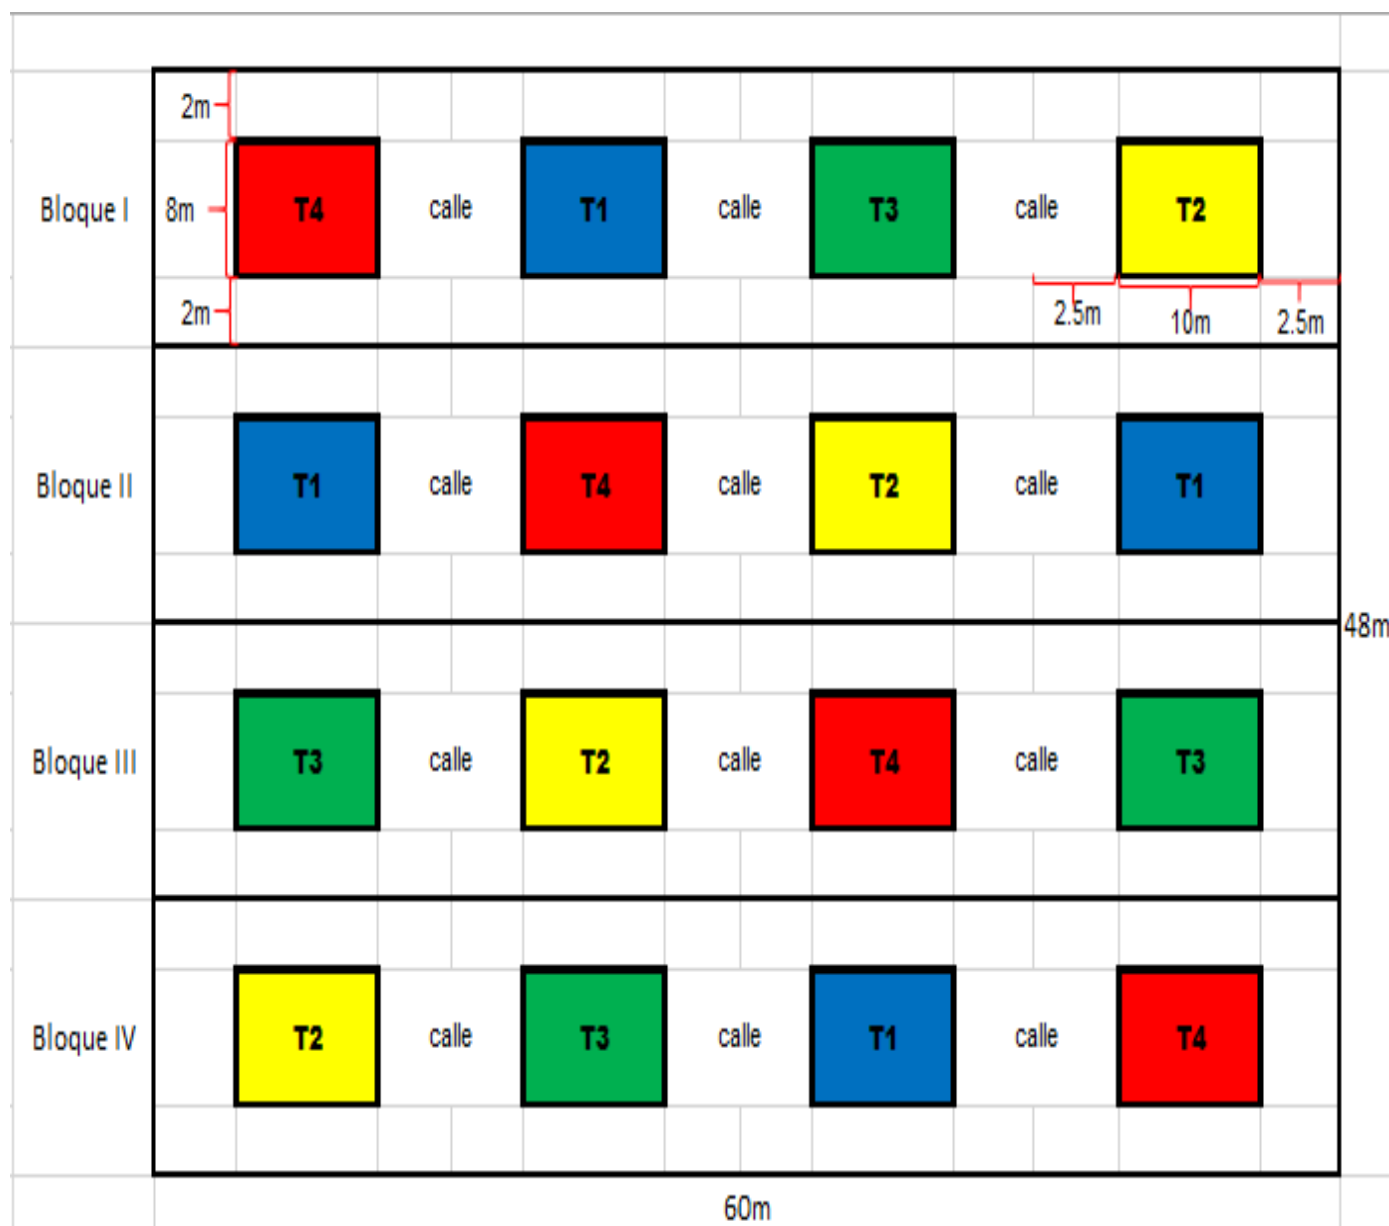 2m
Bloque I 8m T4 calle T1 calle T3 calle T2
2m 2.5m 10m 2.5m
Bloque II T1 calle T4 calle T2 calle T1
48m
Bloque III T3 calle T2 calle T4 calle T3
Bloque IV T2 calle T3 calle T1 calle T4
60m